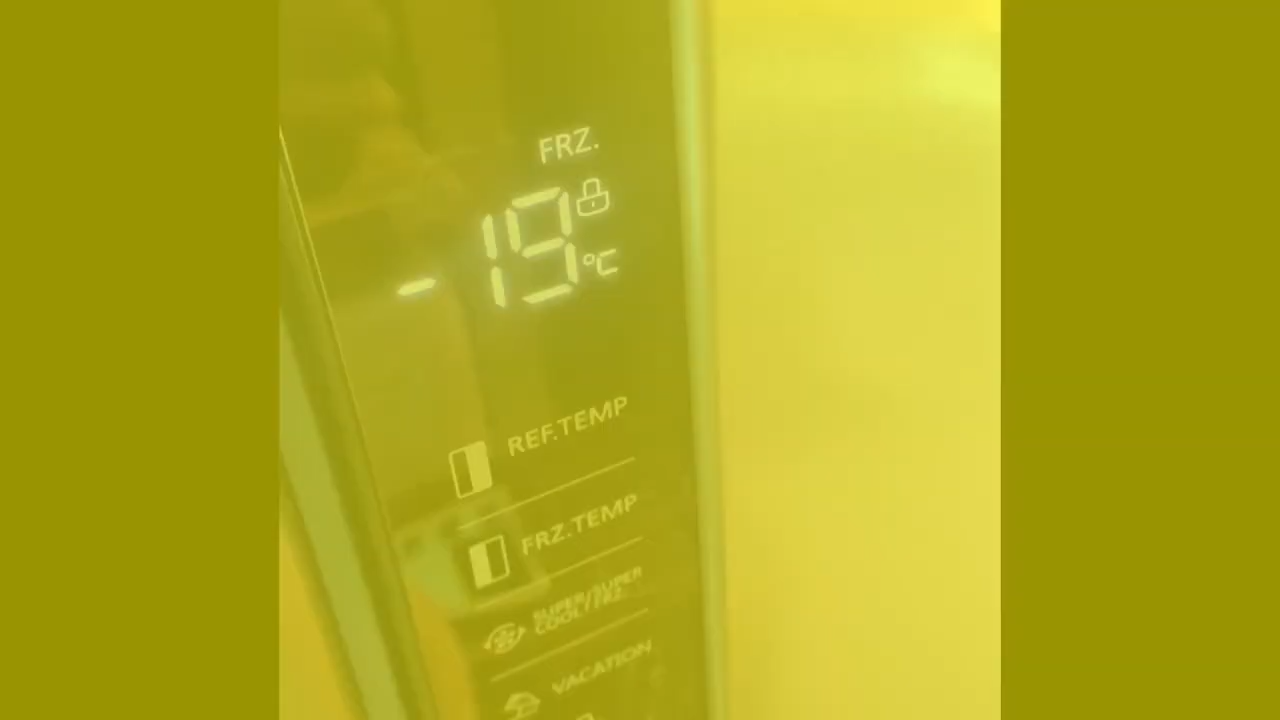 FRZ.
-19 °C
REF.TEMP
FRZ.TEMP
SUPER/SUPER
COOL/FRZ.
VACATION